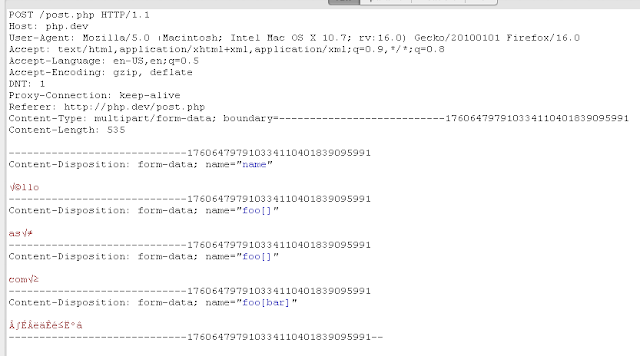 POST /post.php HTTP/1.1
Host: php.dev
User-Agent: Mozilla/5.0 (Macintosh; Intel Mac OS X 10.7; rv:16.0) Gecko/20100101 Firefox/16.0
Accept: text/html,application/xhtml+xml,application/xml;q=0.9,*/*;q=0.8
Accept-Language: en-US,en;q=0.5
Accept-Encoding: gzip, deflate
DNT: 1
Proxy-Connection: keep-alive
Referer: http://php.dev/post.php
Content-Type: multipart/form-data; boundary=---------------------------1760647979103341104018390​95991
Content-Length: 535
-----------------------------176064797910334110401839095991
Content-Disposition: form-data; name="name"
√©llo
-----------------------------176064797910334110401839095991
Content-Disposition: form-data; name="foo[]"
as√≠
-----------------------------176064797910334110401839095991
Content-Disposition: form-data; name="foo[]"
com√≥
-----------------------------176064797910334110401839095991
Content-Disposition: form-data; name="foo[bar]"
-----------------------------176064797910334110401839095991--